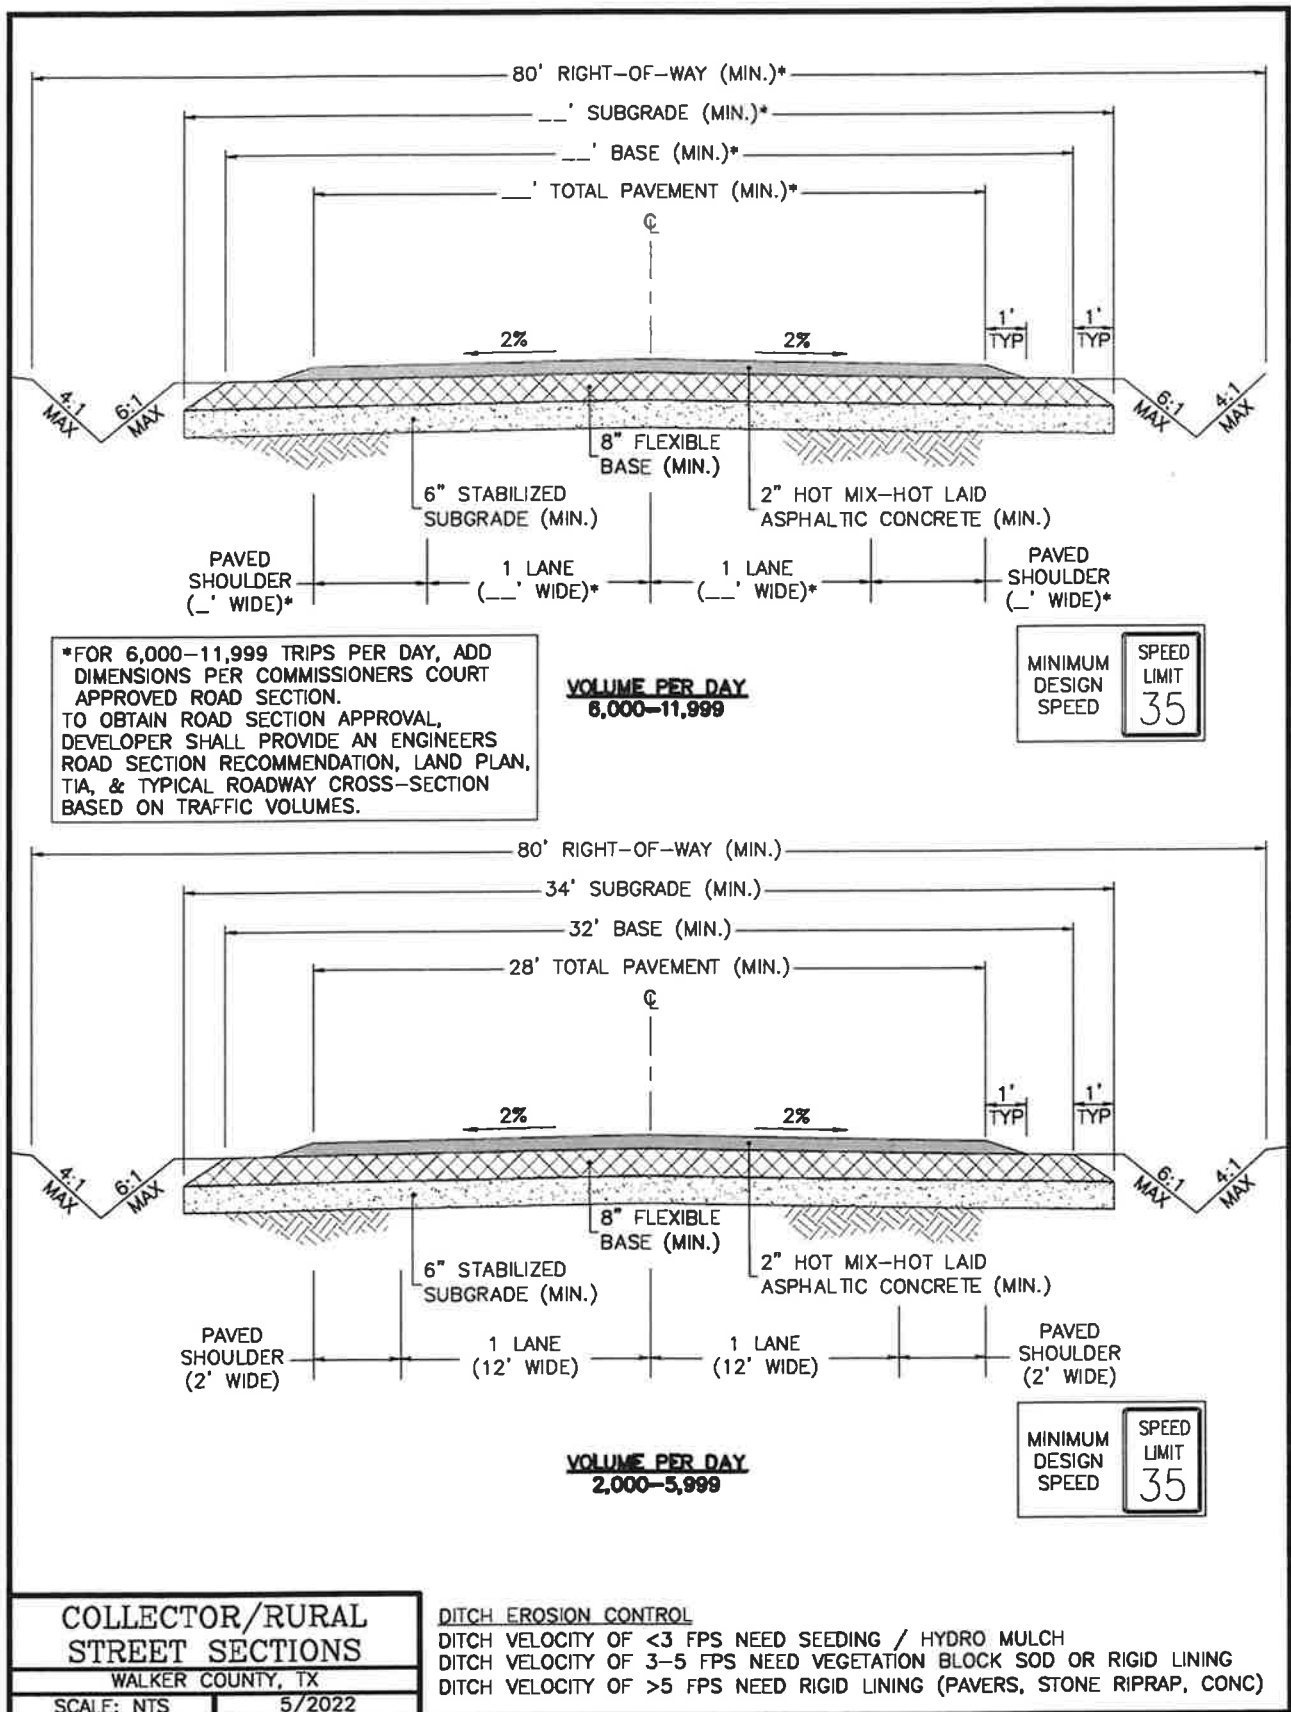 80' RIGHT-OF-WAY (MIN.)*
__' SUBGRADE (MIN.)*
__' BASE (MIN.)*
__' TOTAL PAVEMENT (MIN.)*
℄
2%
2%
1'
TYP
1'
TYP
4:1
MAX
6:1
MAX
6:1
MAX
4:1
MAX
8" FLEXIBLE
BASE (MIN.)
6" STABILIZED
SUBGRADE (MIN.)
2" HOT MIX-HOT LAID
ASPHALTIC CONCRETE (MIN.)
PAVED
SHOULDER
(_' WIDE)*
1 LANE
(__' WIDE)*
1 LANE
(__' WIDE)*
PAVED
SHOULDER
(_' WIDE)*
*FOR 6,000-11,999 TRIPS PER DAY, ADD
DIMENSIONS PER COMMISSIONERS COURT
APPROVED ROAD SECTION.
TO OBTAIN ROAD SECTION APPROVAL,
DEVELOPER SHALL PROVIDE AN ENGINEERS
ROAD SECTION RECOMMENDATION, LAND PLAN,
TIA, & TYPICAL ROADWAY CROSS-SECTION
BASED ON TRAFFIC VOLUMES.
VOLUME PER DAY
6,000-11,999
MINIMUM
DESIGN
SPEED
SPEED
LIMIT
35
80' RIGHT-OF-WAY (MIN.)
34' SUBGRADE (MIN.)
32' BASE (MIN.)
28' TOTAL PAVEMENT (MIN.)
℄
2%
2%
1'
TYP
1'
TYP
4:1
MAX
6:1
MAX
6:1
MAX
4:1
MAX
8" FLEXIBLE
BASE (MIN.)
6" STABILIZED
SUBGRADE (MIN.)
2" HOT MIX-HOT LAID
ASPHALTIC CONCRETE (MIN.)
PAVED
SHOULDER
(2' WIDE)
1 LANE
(12' WIDE)
1 LANE
(12' WIDE)
PAVED
SHOULDER
(2' WIDE)
VOLUME PER DAY
2,000-5,999
MINIMUM
DESIGN
SPEED
SPEED
LIMIT
35
COLLECTOR/RURAL
STREET SECTIONS
WALKER COUNTY, TX
SCALE: NTS 5/2022
DITCH EROSION CONTROL
DITCH VELOCITY OF <3 FPS NEED SEEDING / HYDRO MULCH
DITCH VELOCITY OF 3-5 FPS NEED VEGETATION BLOCK SOD OR RIGID LINING
DITCH VELOCITY OF >5 FPS NEED RIGID LINING (PAVERS, STONE RIPRAP, CONC)